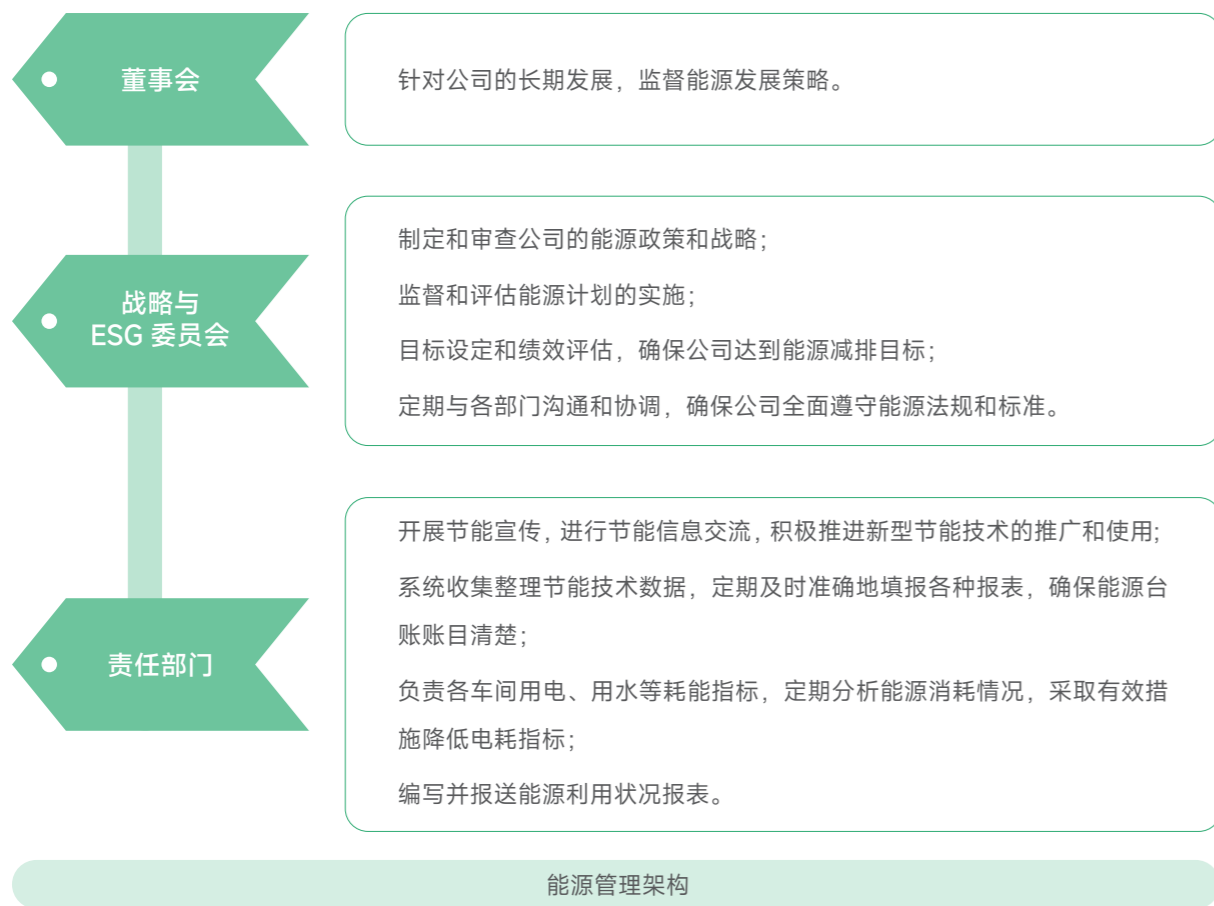 董事会
针对公司的长期发展，监督能源发展策略。
战略与
ESG 委员会
制定和审查公司的能源政策和战略；
监督和评估能源计划的实施；
目标设定和绩效评估，确保公司达到能源减排目标；
定期与各部门沟通和协调，确保公司全面遵守能源法规和标准。
责任部门
开展节能宣传，进行节能信息交流，积极推进新型节能技术的推广和使用；
系统收集整理节能技术数据，定期及时准确地填报各种报表，确保能源台
账账目清楚；
负责各车间用电、用水等耗能指标，定期分析能源消耗情况，采取有效措
施降低电耗指标；
编写并报送能源利用状况报表。
能源管理架构